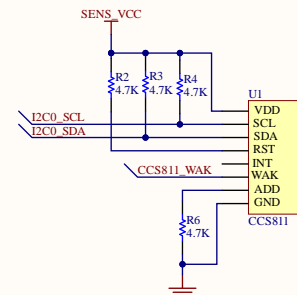 SENS_VCC
R2
4.7K
R3
4.7K
R4
4.7K
U1
VDD
I2C0_SCL
SCL
I2C0_SDA
SDA
RST
INT
CCS811_WAK
WAK
ADD
GND
R6
4.7K
CCS811